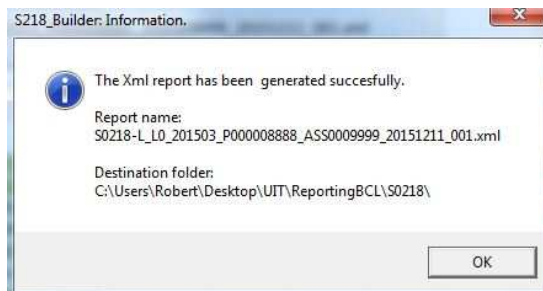 S218_Builder: Information.
The Xml report has been generated succesfully.
Report name:
S0218-L_L0_201503_P000008888_ASS0009999_20151211_001.xml
Destination folder:
C:\Users\Robert\Desktop\UIT\ReportingBCL\S0218\
OK